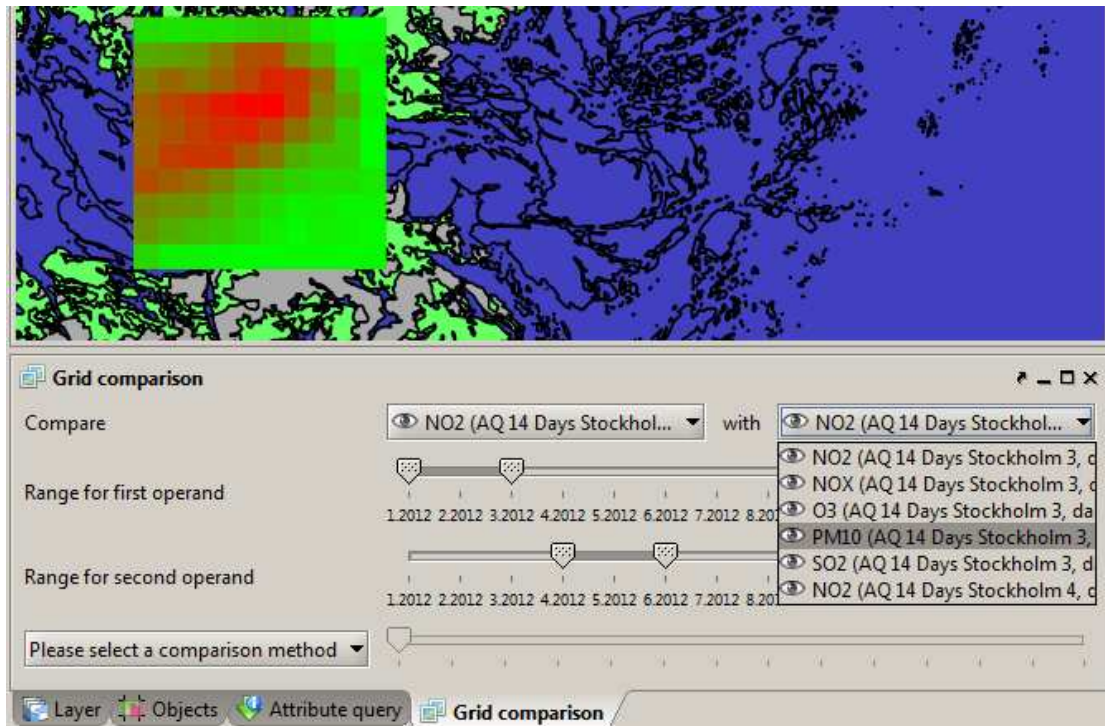 Grid comparison
Compare
NO2 (AQ 14 Days Stockhol...
with
NO2 (AQ 14 Days Stockhol...
NO2 (AQ 14 Days Stockholm 3,
NOX (AQ 14 Days Stockholm 3,
O3 (AQ 14 Days Stockholm 3, da
PM10 (AQ 14 Days Stockholm 3,
SO2 (AQ 14 Days Stockholm 3, d
NO2 (AQ 14 Days Stockholm 4,
Range for first operand
1.2012 2.2012 3.2012 4.2012 5.2012 6.2012 7.2012 8.201
Range for second operand
1.2012 2.2012 3.2012 4.2012 5.2012 6.2012 7.2012 8.201
Please select a comparison method
Layer Objects Attribute query Grid comparison